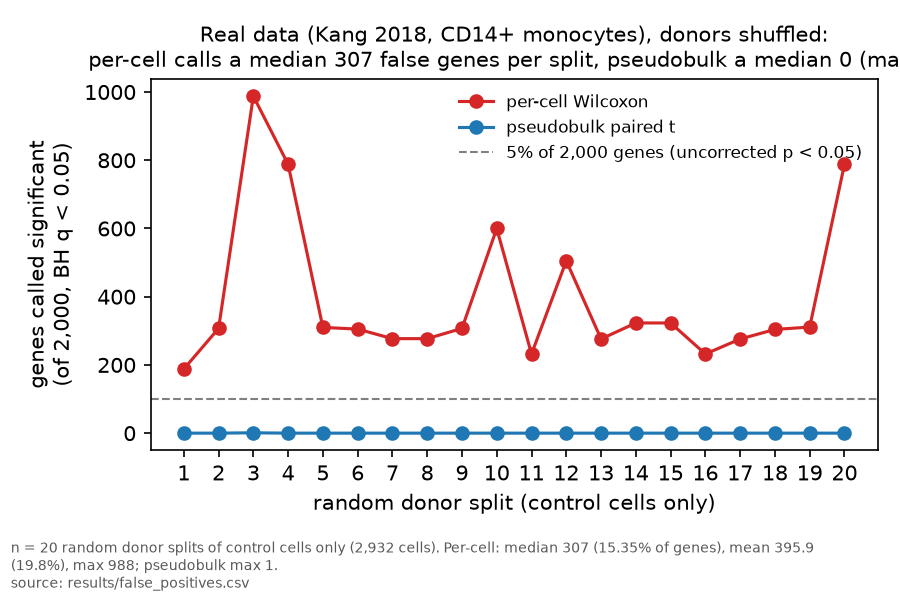 Real data (Kang 2018, CD14+ monocytes), donors shuffled:
per-cell calls a median 307 false genes per split, pseudobulk a median 0 (ma
genes called significant
(of 2,000, BH q < 0.05)
1000
800
600
400
200
0
per-cell Wilcoxon
pseudobulk paired t
5% of 2,000 genes (uncorrected p < 0.05)
1 2 3 4 5 6 7 8 9 10 11 12 13 14 15 16 17 18 19 20
random donor split (control cells only)
n = 20 random donor splits of control cells only (2,932 cells). Per-cell: median 307 (15.35% of genes), mean 395.9
(19.8%), max 988; pseudobulk max 1.
source: results/false_positives.csv